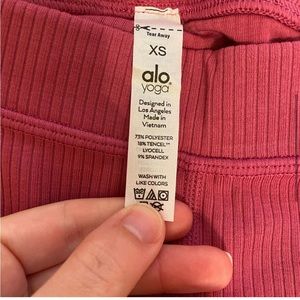 Tear Away
XS
alo
yoga
Designed in
Los Angeles
Made in
Vietnam
73% POLYESTER
18% TENCEL™
LYOCELL
9% SPANDEX
WASH WITH
LIKE COLORS